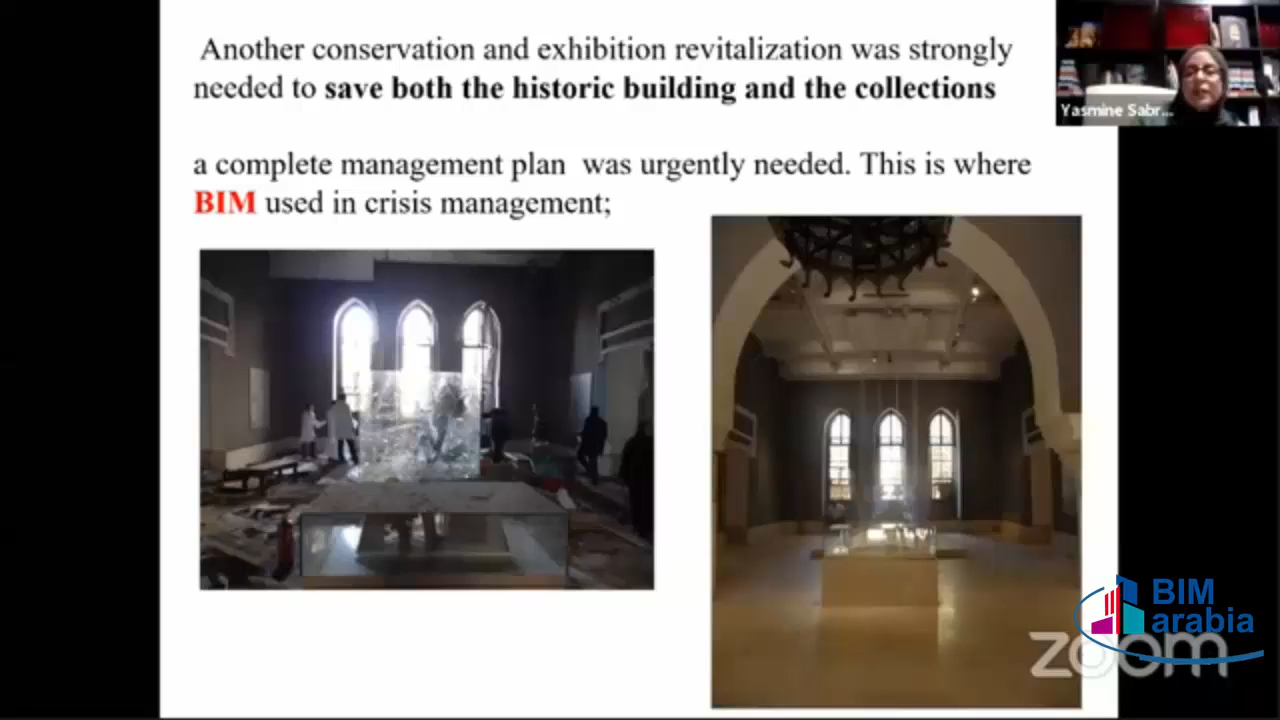 Another conservation and exhibition revitalization was strongly
needed to save both the historic building and the collections
a complete management plan was urgently needed. This is where
BIM used in crisis management;
Yasmine Sabr...
BIM
arabia
zoom